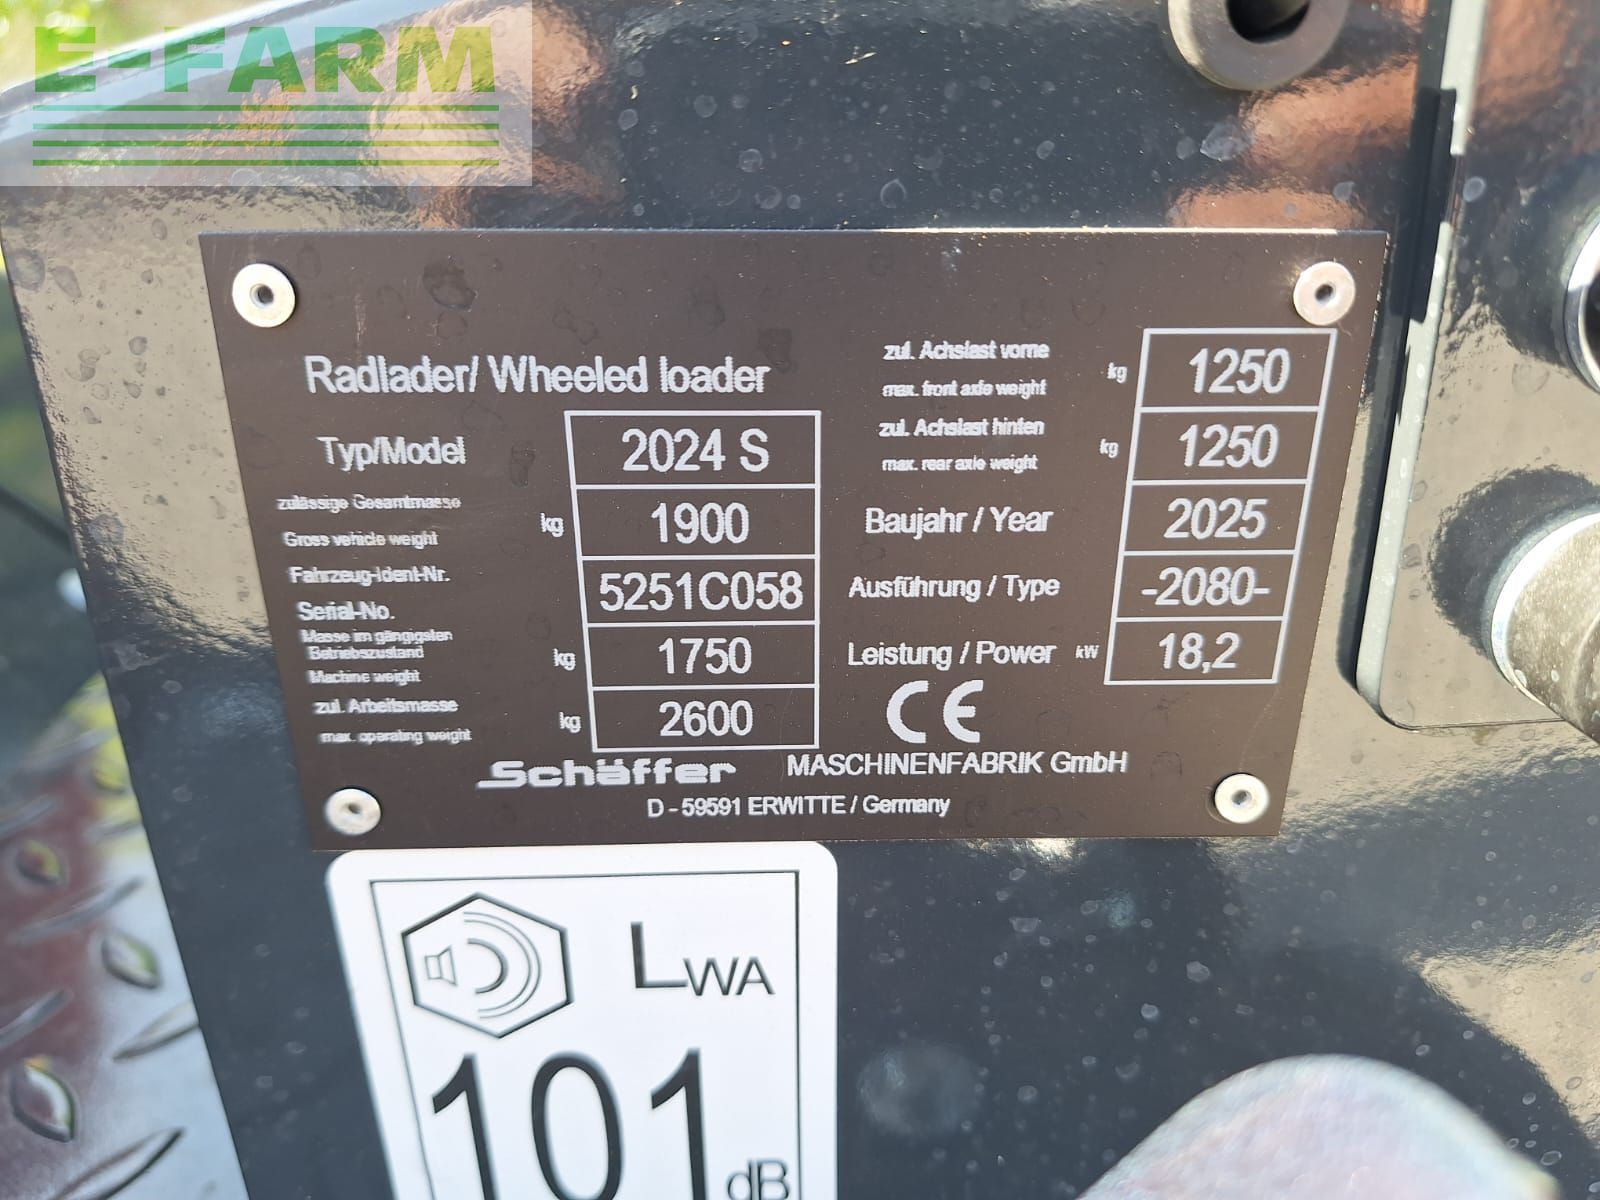 E-FARM
Radlader/ Wheeled loader
Typ/Model 2024 S
zulässige Gesamtmasse
Gross vehicle weight kg 1900
Fahrzeug-Ident-Nr.
Serial-No. 5251C058
Masse im gängigsten
Betriebszustand
Machine weight kg 1750
zul. Arbeitsmasse
max. operating weight kg 2600
zul. Achslast vorne
max. front axle weight kg 1250
zul. Achslast hinten
max. rear axle weight kg 1250
Baujahr / Year 2025
Ausführung / Type -2080-
Leistung / Power kW 18,2
CE
Schäffer MASCHINENFABRIK GmbH
D - 59591 ERWITTE / Germany
LWA
101
dB